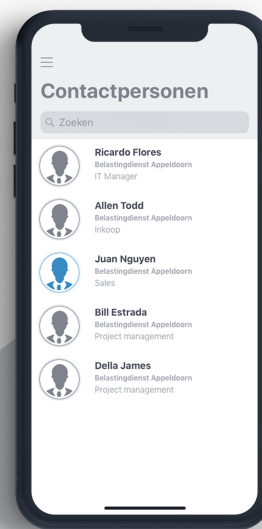 Contactpersonen
Zoeken
Ricardo Flores
Belastingdienst Appeldoorn
IT Manager
Allen Todd
Belastingdienst Appeldoorn
Inkoop
Juan Nguyen
Belastingdienst Appeldoorn
Sales
Bill Estrada
Belastingdienst Appeldoorn
Project management
Della James
Belastingdienst Appeldoorn
Project management